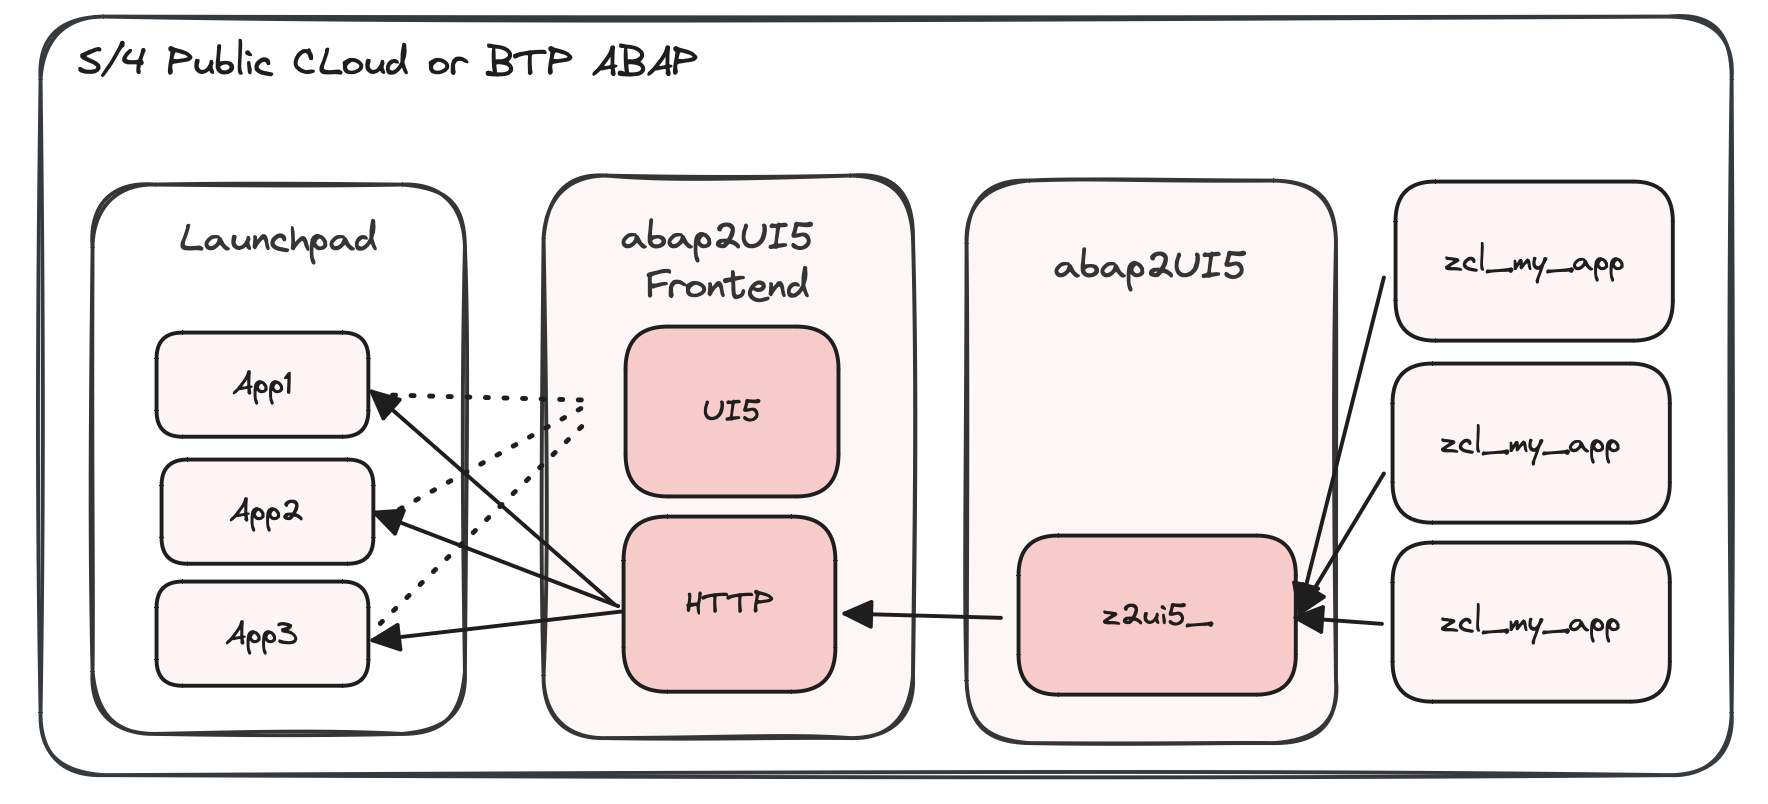 S/4 Public CLoud or BTP ABAP
Launchpad
App1
App2
App3
abap2UI5
Frontend
UI5
HTTP
abap2UI5
z2ui5_
zcl_my_app
zcl_my_app
zcl_my_app